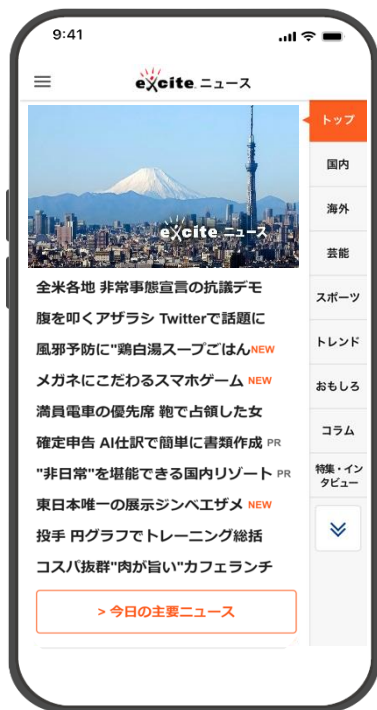 9:41
excite. ニュース
トップ
国内
海外
芸能
スポーツ
トレンド
おもしろ
コラム
特集・イン
タビュー
excite. ニュース
全米各地 非常事態宣言の抗議デモ
腹を叩くアザラシ Twitterで話題に
風邪予防に"鶏白湯スープごはんNEW
メガネにこだわるスマホゲーム NEW
満員電車の優先席 鞄で占領した女
確定申告 AI仕訳で簡単に書類作成 PR
"非日常"を堪能できる国内リゾート PR
東日本唯一の展示ジンベエザメ NEW
投手 円グラフでトレーニング総括
コスパ抜群"肉が旨い"カフェランチ
> 今日の主要ニュース